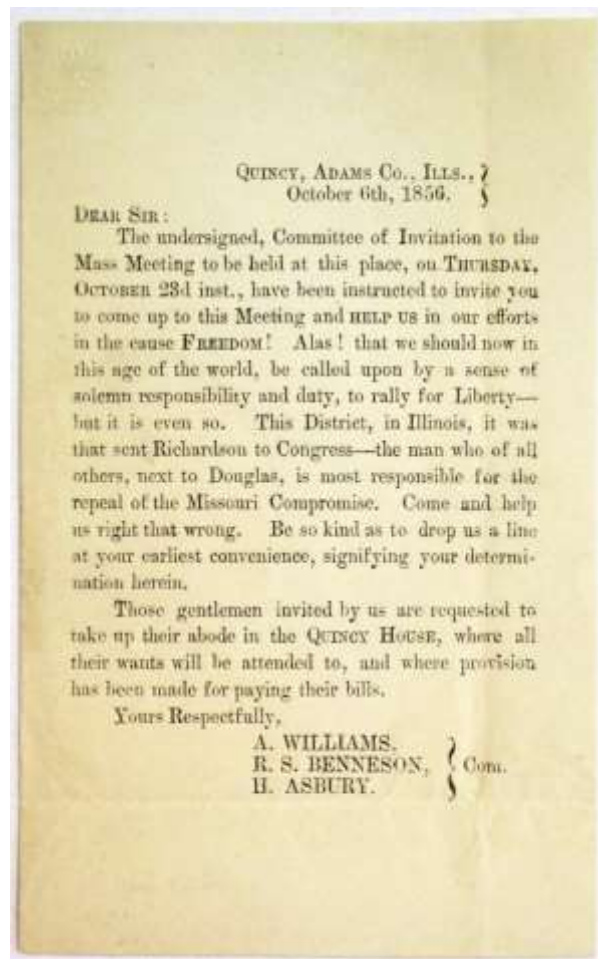 QUINCY, ADAMS CO., ILLS.,
October 6th, 1856.
DEAR SIR:
The undersigned, Committee of Invitation to the
Mass Meeting to be held at this place, on THURSDAY,
OCTOBER 23d inst., have been instructed to invite you
to come up to this Meeting and HELP US in our efforts
in the cause FREEDOM! Alas! that we should now in
this age of the world, be called upon by a sense of
solemn responsibility and duty, to rally for Liberty—
but it is even so. This District, in Illinois, it was
that sent Richardson to Congress—the man who of all
others, next to Douglas, is most responsible for the
repeal of the Missouri Compromise. Come and help
us right that wrong. Be so kind as to drop us a line
at your earliest convenience, signifying your determi-
nation herein.
Those gentlemen invited by us are requested to
take up their abode in the QUINCY HOUSE, where all
their wants will be attended to, and where provision
has been made for paying their bills.
Yours Respectfully,
A. WILLIAMS,
R. S. BENNESON, } Com.
H. ASBURY.